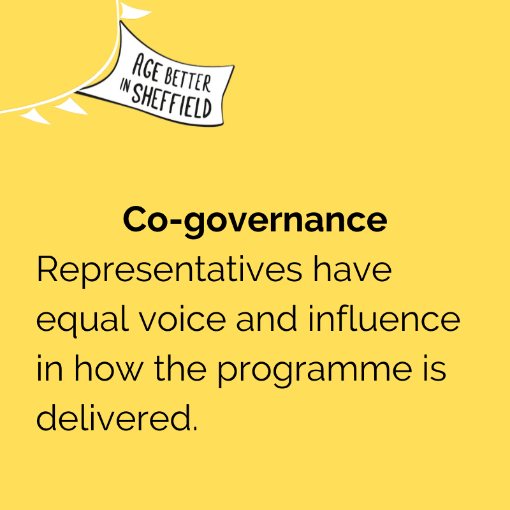 AGE BETTER
IN SHEFFIELD
Co-governance
Representatives have
equal voice and influence
in how the programme is
delivered.